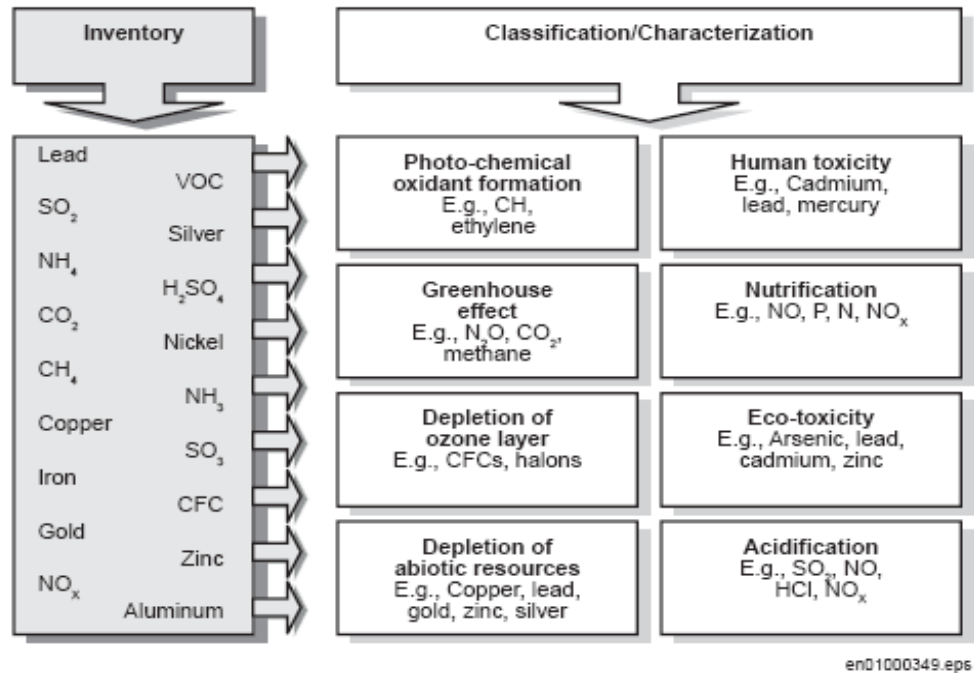 Inventory
Classification/Characterization
Lead
VOC
SO₂
Silver
NH₄
H₂SO₄
CO₂
Nickel
CH₄
NH₃
Copper
SO₃
Iron
CFC
Gold
Zinc
NOₓ
Aluminum
Photo-chemical
oxidant formation
E.g., CH,
ethylene
Human toxicity
E.g., Cadmium,
lead, mercury
Greenhouse
effect
E.g., N₂O, CO₂,
methane
Nutrification
E.g., NO, P, N, NOₓ
Depletion of
ozone layer
E.g., CFCs, halons
Eco-toxicity
E.g., Arsenic, lead,
cadmium, zinc
Depletion of
abiotic resources
E.g., Copper, lead,
gold, zinc, silver
Acidification
E.g., SO₂, NO,
HCl, NOₓ
en01000349.eps